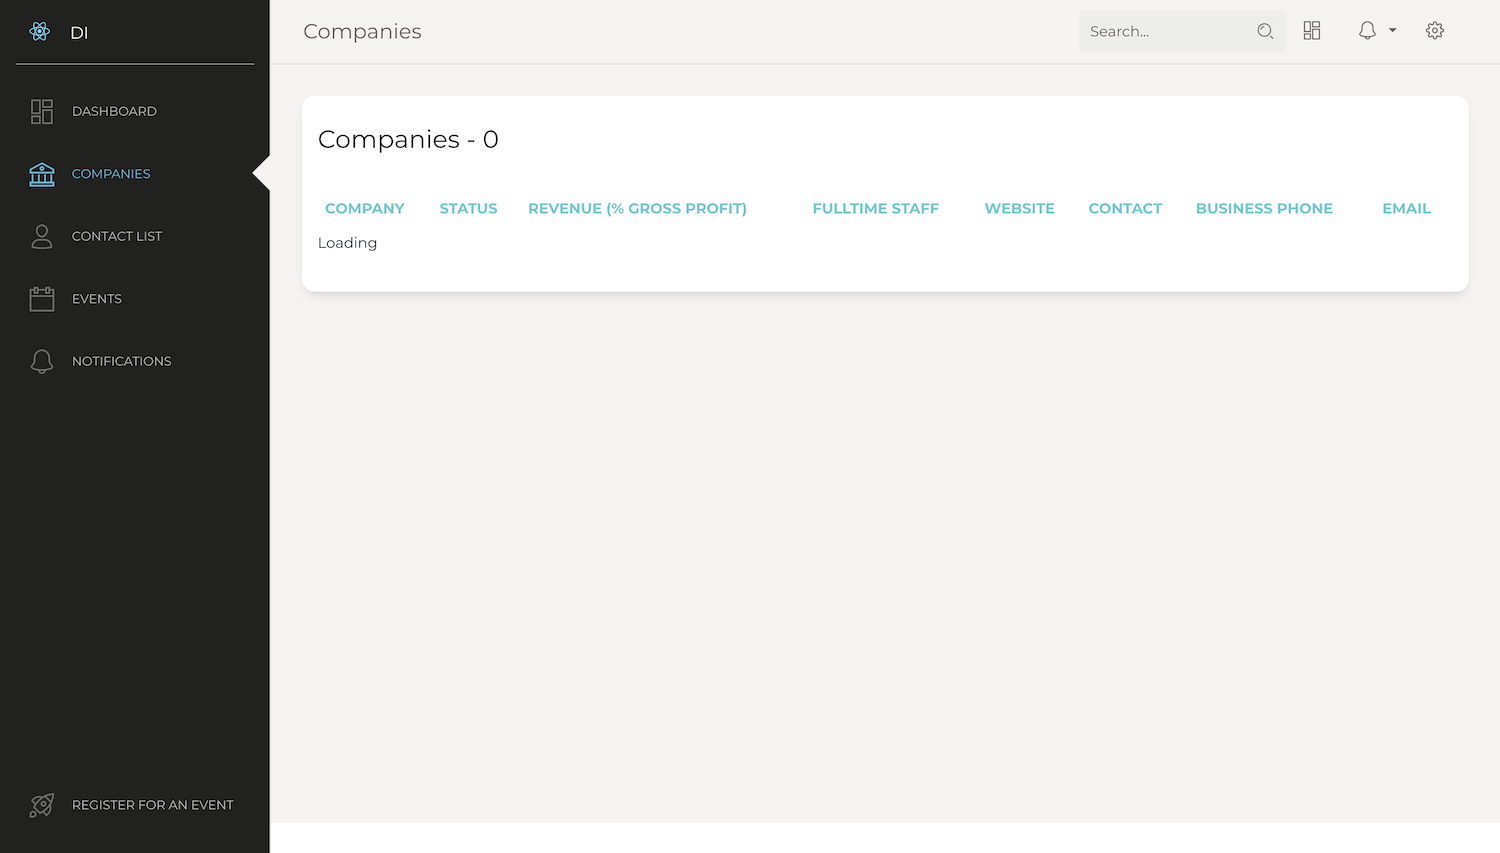 DI
DASHBOARD
COMPANIES
CONTACT LIST
EVENTS
NOTIFICATIONS
REGISTER FOR AN EVENT
Companies
Search...
Companies - 0
COMPANY STATUS REVENUE (% GROSS PROFIT) FULLTIME STAFF WEBSITE CONTACT BUSINESS PHONE EMAIL
Loading